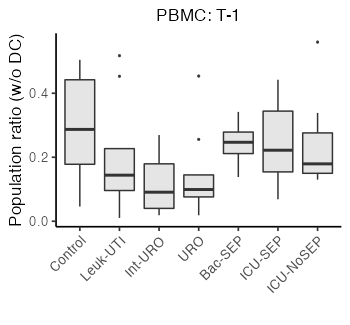 PBMC: T-1
Population ratio (w/o DC)
0.4
0.2
0.0
Control
Leuk-UTI
Int-URO
URO
Bac-SEP
ICU-SEP
ICU-NoSEP